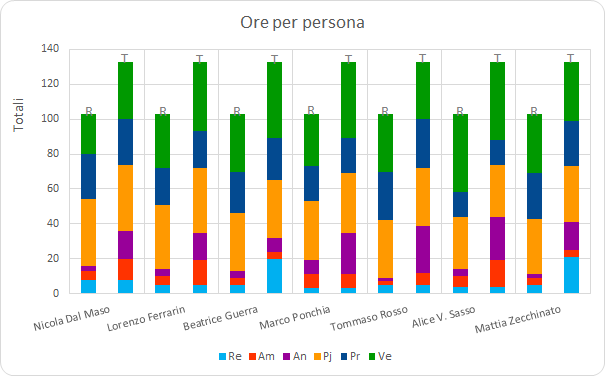 Ore per persona
Totali
140
120
100
80
60
40
20
0
R T R T R T R T R T R T R T
Nicola Dal Maso
Lorenzo Ferrarin
Beatrice Guerra
Marco Ponchia
Tommaso Rosso
Alice V. Sasso
Mattia Zecchinato
Re Am An Pj Pr Ve